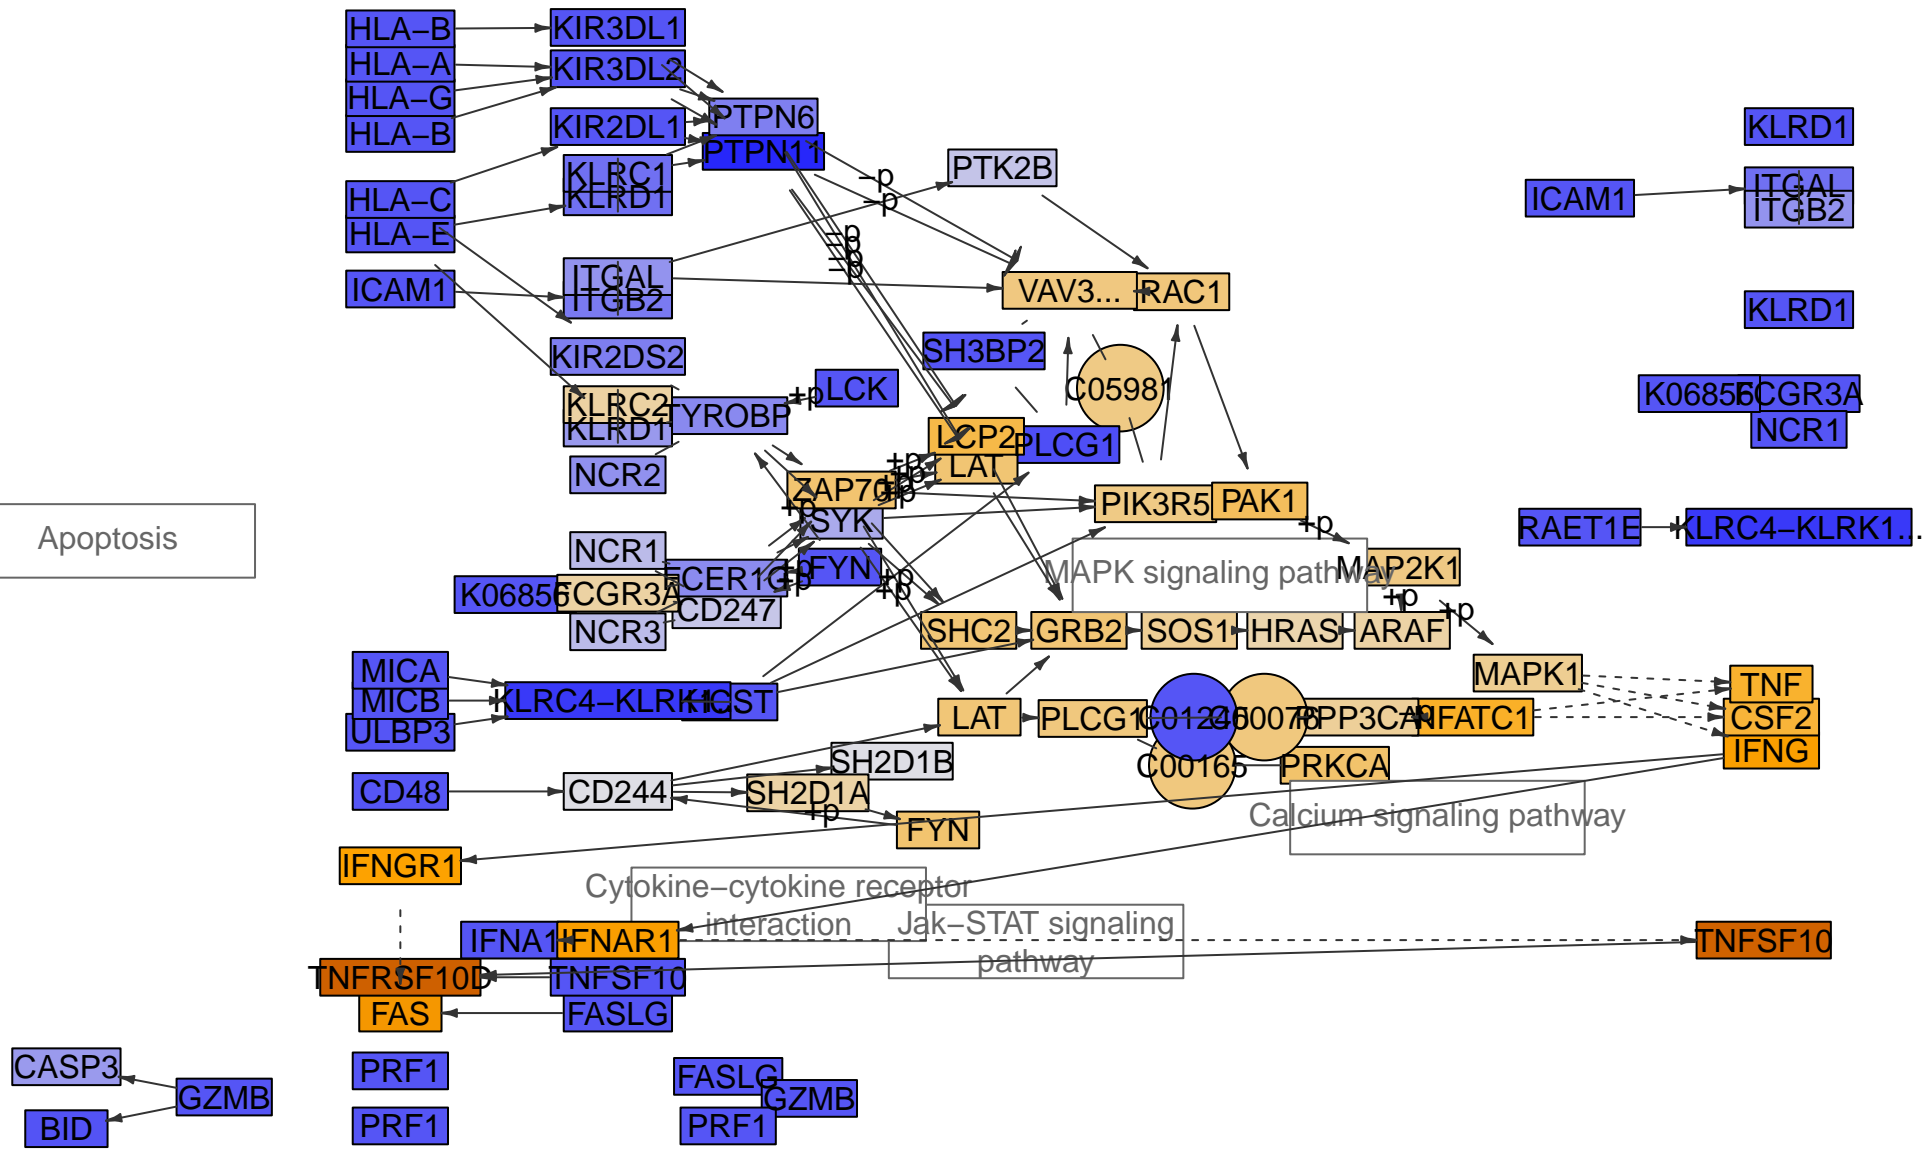 HLA−B
KIR3DL1
HLA−A
KIR3DL2
HLA−G
HLA−B
PTPN6
KIR2DL1
KLRD1
PTPN11
KLRC1
KLRD1
PTK2B
−p
−p
HLA−C
ICAM1
ITGAL
ITGB2
HLA−E
−p
−p
−p
−p
ICAM1
ITGAL
ITGB2
VAV3...
RAC1
KLRD1
KIR2DS2
SH3BP2
LCK
+p
C05981
K06856
FCGR3A
KLRC2
KLRD1
TYROBP
NCR1
LCP2
PLCG1
LAT
NCR2
+p
+p
+p
+p
ZAP70
PIK3R5
PAK1
+p
SYK
+p
RAET1E
KLRC4−KLRK1...
Apoptosis
NCR1
FCER1G
+p
+p
FYN
+p
+p
MAPK signaling pathway
MAP2K1
K06856
FCGR3A
CD247
+p
+p
NCR3
SHC2
GRB2
SOS1
HRAS
ARAF
MICA
MAPK1
TNF
MICB
KLRC4−KLRK1...
HCST
ULBP3
LAT
PLCG1
C01245
C00076
PPP3CA
NFATC1
CSF2
IFNG
SH2D1B
C00165
PRKCA
CD48
CD244
SH2D1A
+p
FYN
Calcium signaling pathway
IFNGR1
Cytokine−cytokine receptor
interaction
Jak−STAT signaling
pathway
IFNA1
IFNAR1
TNFSF10
TNFRSF10D
TNFSF10
FAS
FASLG
CASP3
PRF1
FASLG
GZMB
GZMB
BID
PRF1
PRF1